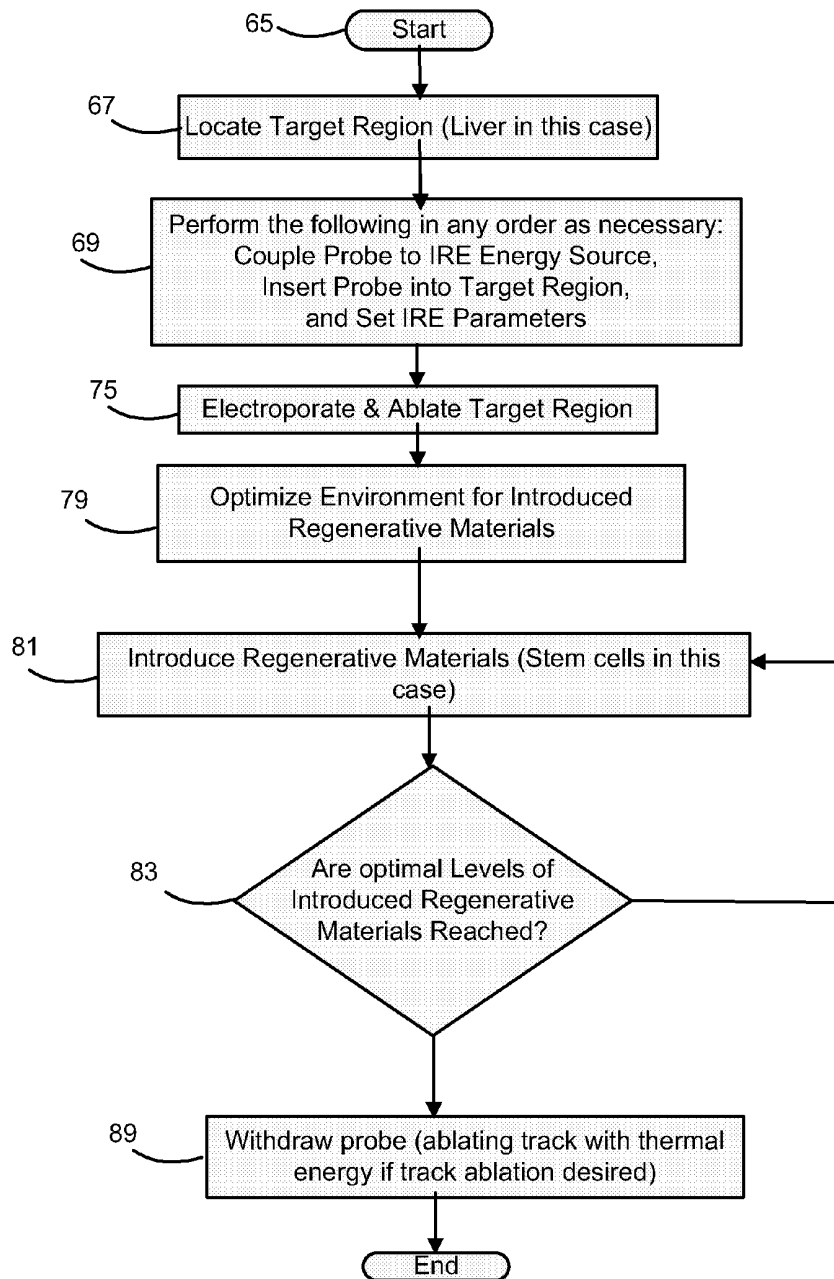 65
Start
67
Locate Target Region (Liver in this case)
69
Perform the following in any order as necessary:
Couple Probe to IRE Energy Source,
Insert Probe into Target Region,
and Set IRE Parameters
75
Electroporate & Ablate Target Region
79
Optimize Environment for Introduced
Regenerative Materials
81
Introduce Regenerative Materials (Stem cells in this
case)
83
Are optimal Levels of
Introduced Regenerative
Materials Reached?
89
Withdraw probe (ablating track with thermal
energy if track ablation desired)
End